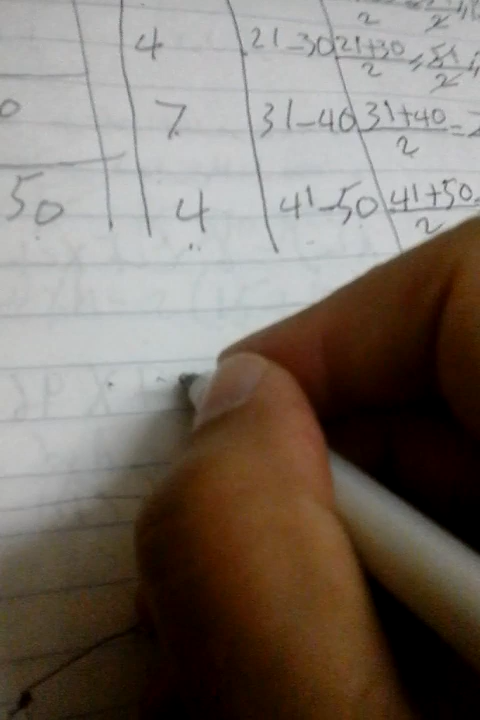 4 21-30 21+30/2 = 51/2
0 7 31-40 31+40/2 =
50 4 41-50 41+50/2